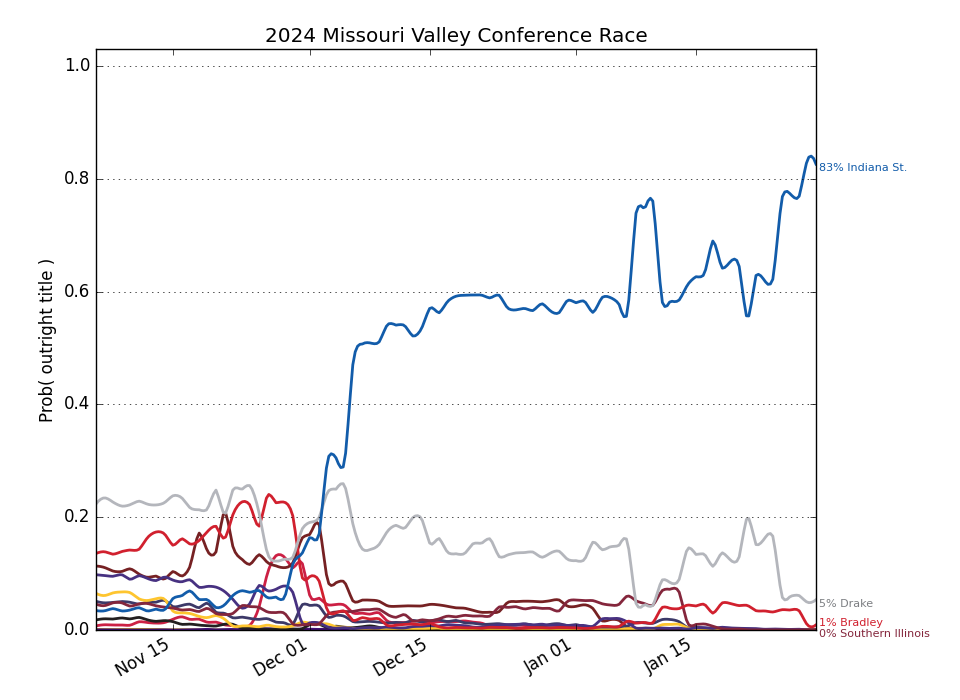 2024 Missouri Valley Conference Race
Prob( outright title )
1.0
0.8
0.6
0.4
0.2
0.0
Nov 15
Dec 01
Dec 15
Jan 01
Jan 15
83% Indiana St.
5% Drake
1% Bradley
0% Southern Illinois